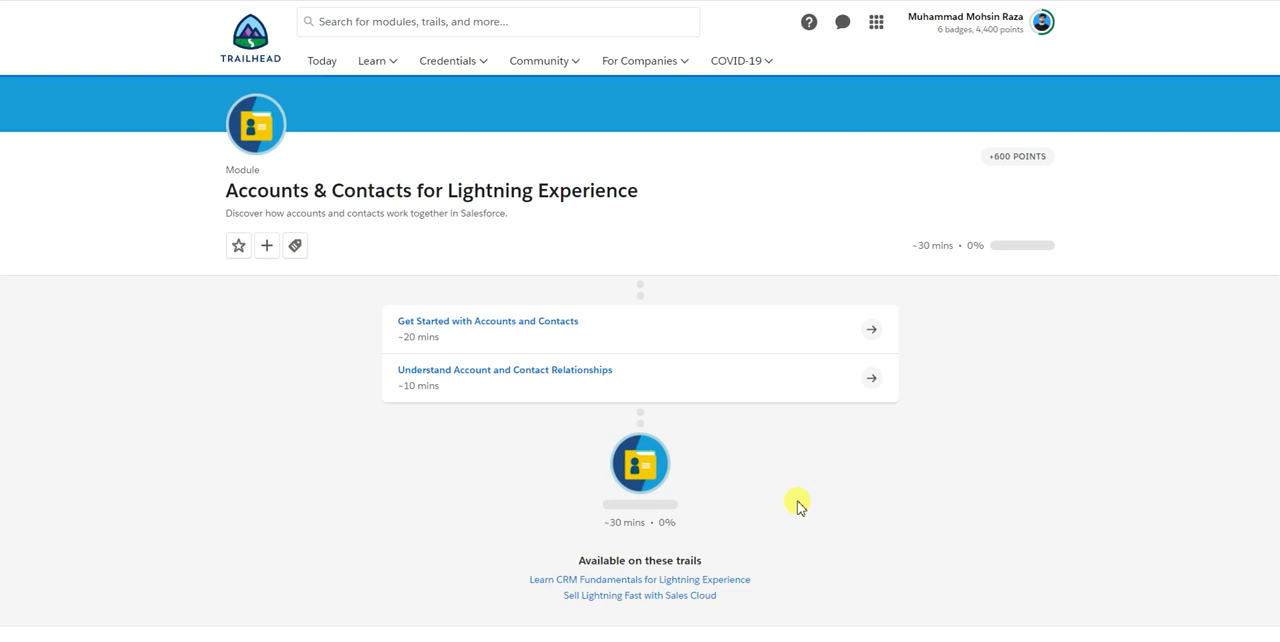 Search for modules, trails, and more...
Muhammad Mohsin Raza
6 badges, 4,400 points
TRAILHEAD
Today Learn Credentials Community For Companies COVID-19
+600 POINTS
Module
Accounts & Contacts for Lightning Experience
Discover how accounts and contacts work together in Salesforce.
~30 mins • 0%
Get Started with Accounts and Contacts
~20 mins
Understand Account and Contact Relationships
~10 mins
~30 mins • 0%
Available on these trails
Learn CRM Fundamentals for Lightning Experience
Sell Lightning Fast with Sales Cloud